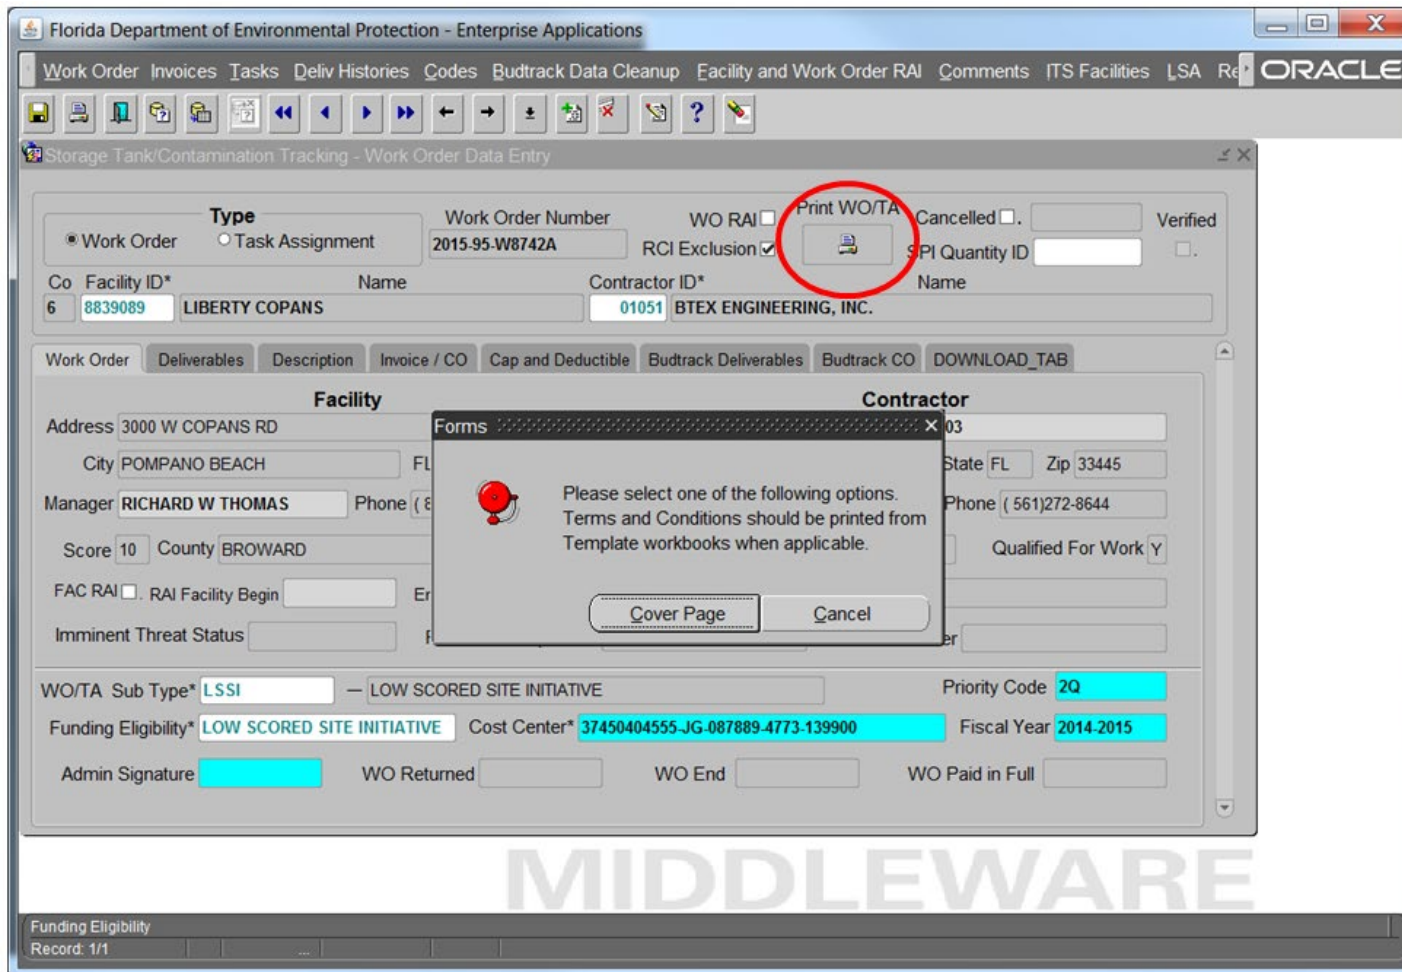 Florida Department of Environmental Protection - Enterprise Applications
Work Order Invoices Tasks Deliv Histories Codes Budtrack Data Cleanup Facility and Work Order RAI Comments ITS Facilities LSA Re ORACLE
Storage Tank/Contamination Tracking - Work Order Data Entry
Type Work Order Number WO RAI Print WO/TA Cancelled . Verified
Work Order Task Assignment 2015-95-W8742A RCI Exclusion SPI Quantity ID .
Co Facility ID* Name Contractor ID* Name
6 8839089 LIBERTY COPANS 01051 BTEX ENGINEERING, INC.
Work Order Deliverables Description Invoice / CO Cap and Deductible Budtrack Deliverables Budtrack CO DOWNLOAD_TAB
Facility Contractor
Address 3000 W COPANS RD Forms 03
City POMPANO BEACH FL State FL Zip 33445
Manager RICHARD W THOMAS Phone ( 8 Phone ( 561)272-8644
Please select one of the following options.
Terms and Conditions should be printed from
Template workbooks when applicable.
Score 10 County BROWARD Qualified For Work Y
FAC RAI . RAI Facility Begin Er
Cover Page Cancel
Imminent Threat Status er
WO/TA Sub Type* LSSI — LOW SCORED SITE INITIATIVE Priority Code 2Q
Funding Eligibility* LOW SCORED SITE INITIATIVE Cost Center* 37450404555-JG-087889-4773-139900 Fiscal Year 2014-2015
Admin Signature WO Returned WO End WO Paid in Full
MIDDLEWARE
Funding Eligibility
Record: 1/1 ...